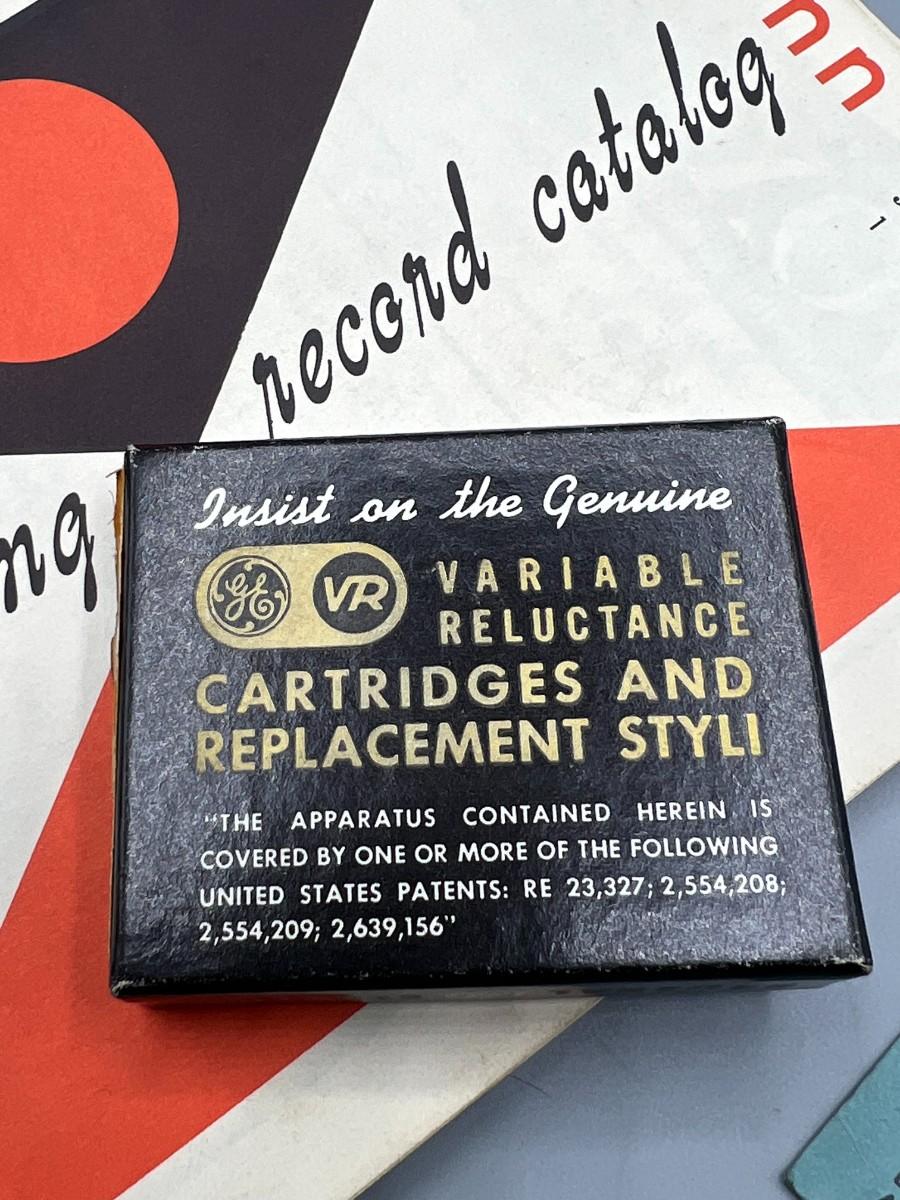 nn
record catalog
ng
Insist on the Genuine
GE VR VARIABLE
RELUCTANCE
CARTRIDGES AND
REPLACEMENT STYLI
“THE APPARATUS CONTAINED HEREIN IS
COVERED BY ONE OR MORE OF THE FOLLOWING
UNITED STATES PATENTS: RE 23,327; 2,554,208;
2,554,209; 2,639,156”